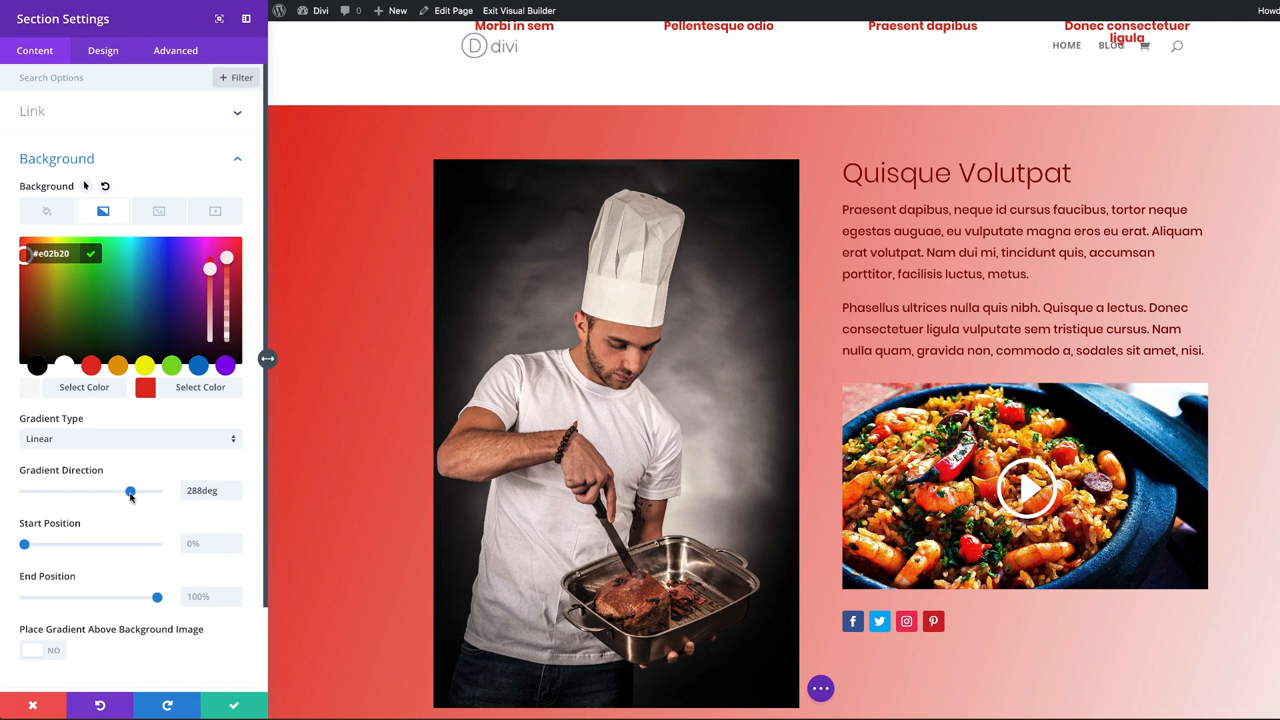 Section Settings
Content
Design
Advanced
Search Options
+ Filter
Link
Background
Background
#e02b20
Select Color
Select Color
Gradient Type
Linear
Gradient Direction
288deg
Start Position
0%
End Position
100%
Place Gradient Above Background Image
NO
Divi
0
New
Edit Page
Exit Visual Builder
Howd
Morbi in sem
Pellentesque odio
Praesent dapibus
Donec consectetuer
ligula
D divi
HOME
BLOG
Quisque Volutpat
Praesent dapibus, neque id cursus faucibus, tortor neque
egestas auguae, eu vulputate magna eros eu erat. Aliquam
erat volutpat. Nam dui mi, tincidunt quis, accumsan
porttitor, facilisis luctus, metus.
Phasellus ultrices nulla quis nibh. Quisque a lectus. Donec
consectetuer ligula vulputate sem tristique cursus. Nam
nulla quam, gravida non, commodo a, sodales sit amet, nisi.